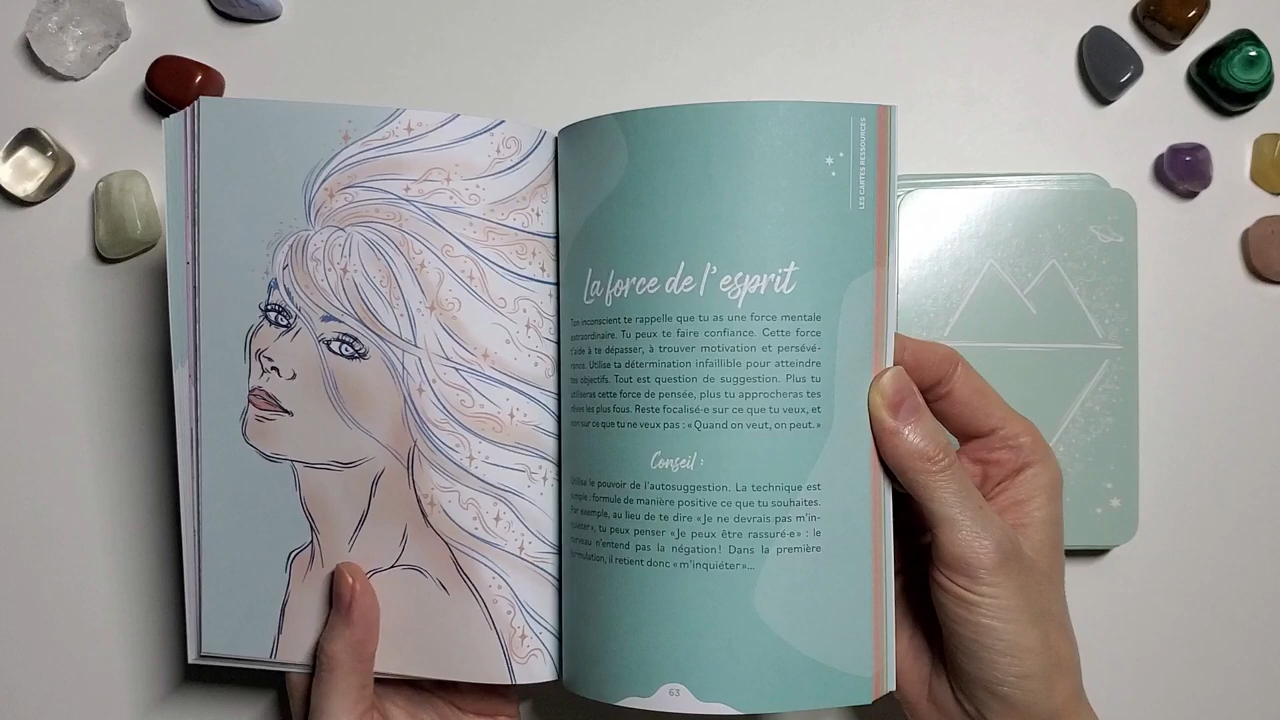 LES CARTES RESSOURCES
La force de l'esprit
Ton inconscient te rappelle que tu as une force mentale
extraordinaire. Tu peux te faire confiance. Cette force
t'aide à te dépasser, à trouver motivation et persévé-
rance. Utilise ta détermination infaillible pour atteindre
tes objectifs. Tout est question de suggestion. Plus tu
utiliseras cette force de pensée, plus tu approcheras tes
rêves les plus fous. Reste focalisé·e sur ce que tu veux, et
non sur ce que tu ne veux pas : « Quand on veut, on peut. »
Conseil :
Utilise le pouvoir de l'autosuggestion. La technique est
simple : formule de manière positive ce que tu souhaites.
Par exemple, au lieu de te dire « Je ne devrais pas m'in-
quiéter », tu peux penser « Je peux être rassuré·e » : le
cerveau n'entend pas la négation ! Dans la première
formulation, il retient donc « m'inquiéter »...
63